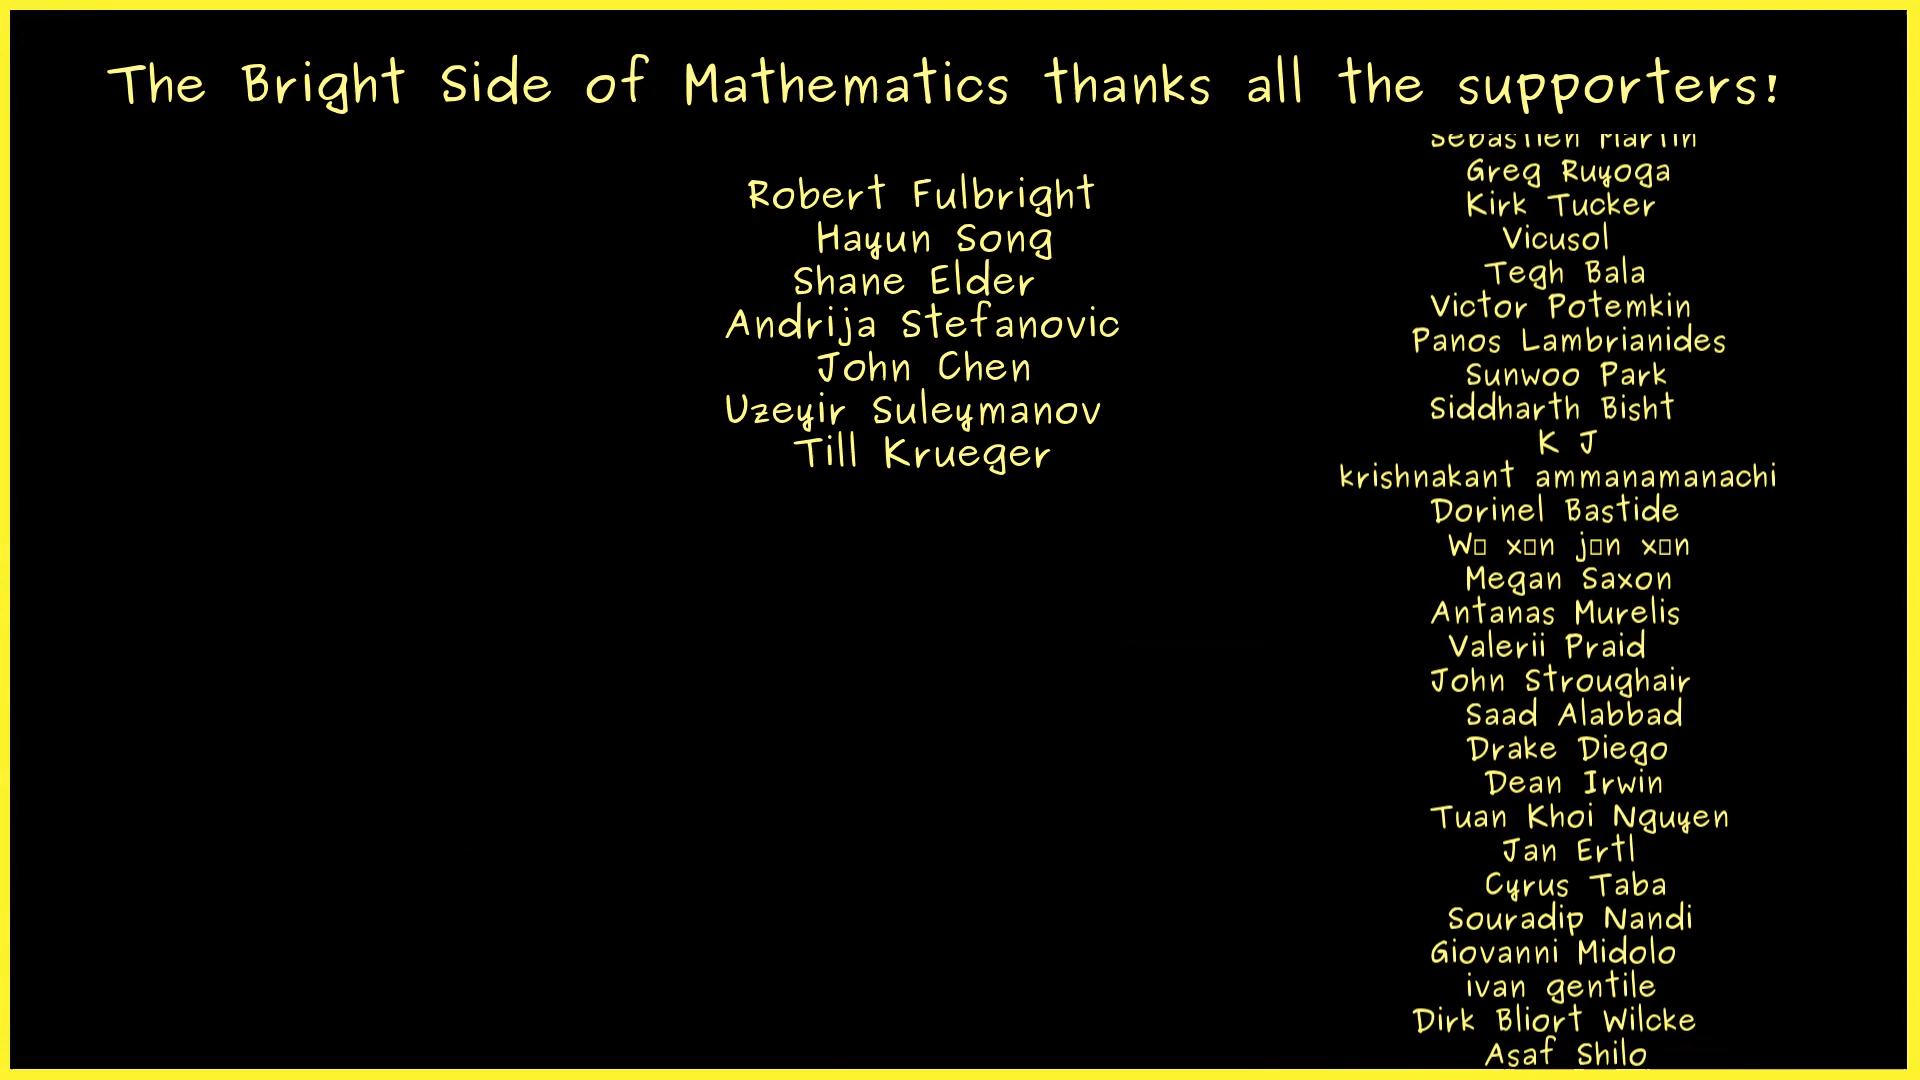 The Bright Side of Mathematics thanks all the supporters!
Robert Fulbright
Hayun Song
Shane Elder
Andrija Stefanovic
John Chen
Uzeyir Suleymanov
Till Krueger
Sebastien Martin
Greg Ruyoga
Kirk Tucker
Vicusol
Tegh Bala
Victor Potemkin
Panos Lambrianides
Sunwoo Park
Siddharth Bisht
K J
krishnakant ammanamanachi
Dorinel Bastide
W□ x□n j□n x□n
Megan Saxon
Antanas Murelis
Valerii Praid
John Stroughair
Saad Alabbad
Drake Diego
Dean Irwin
Tuan Khoi Nguyen
Jan Ertl
Cyrus Taba
Souradip Nandi
Giovanni Midolo
ivan gentile
Dirk Bliort Wilcke
Asaf Shilo